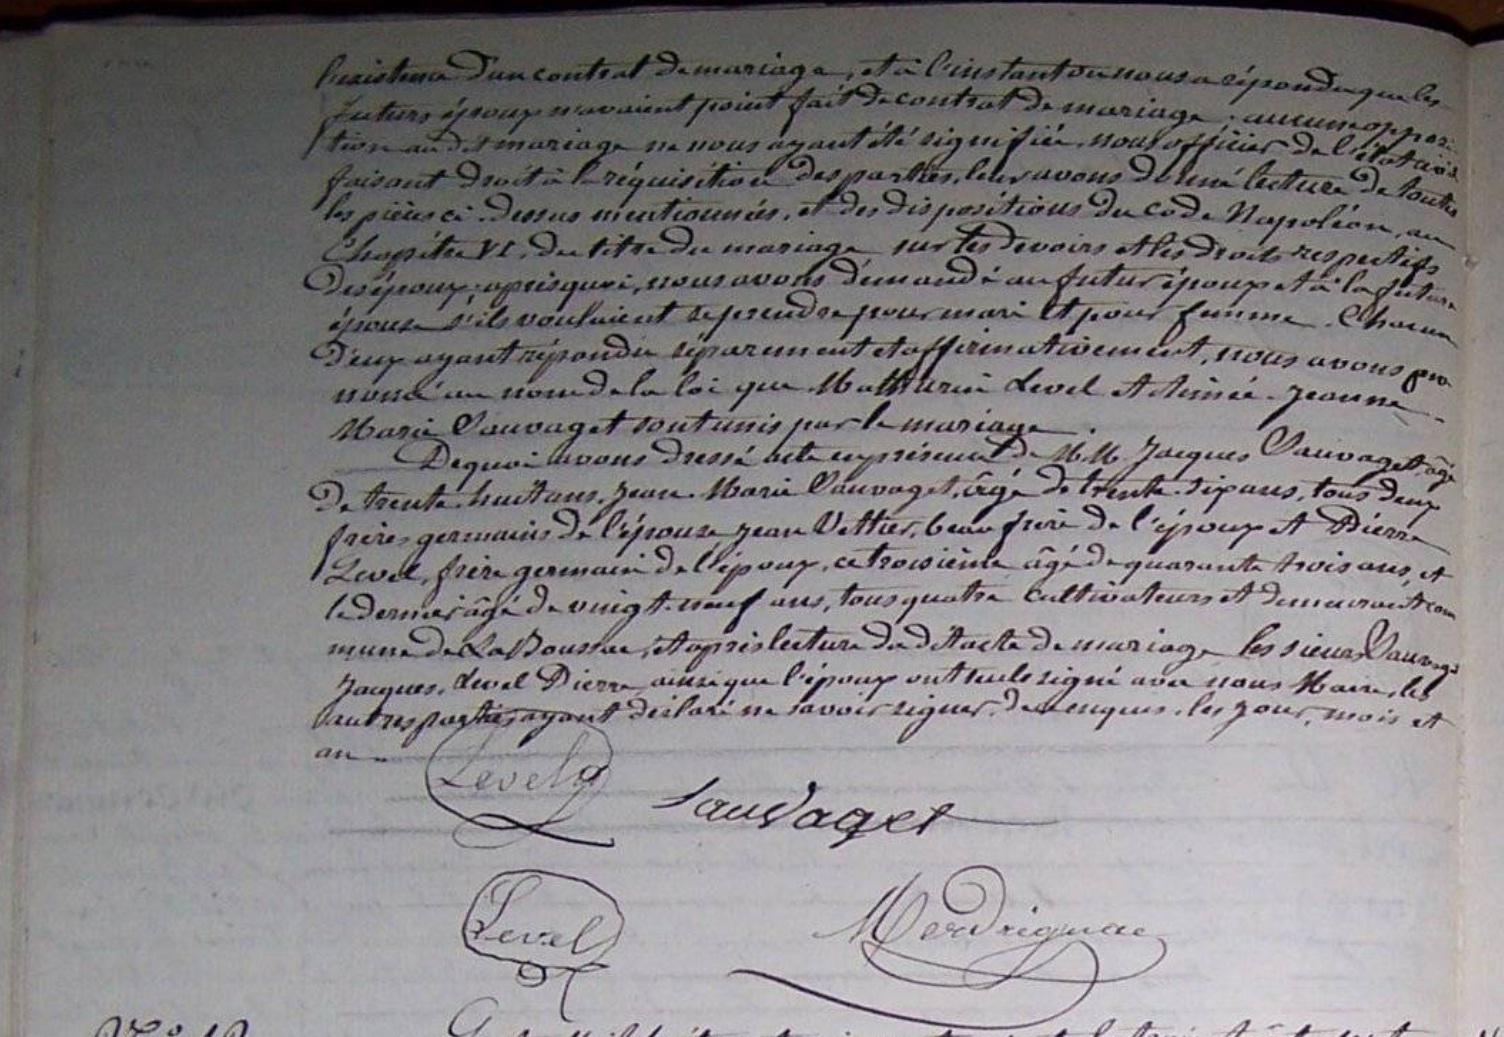 l'existence d'un contrat de mariage, et à l'instant on nous a répondu que les
futurs époux n'avaient point fait de contrat de mariage; aucune opposi
tion au dit mariage ne nous ayant été signifiée, nous officier de l'état civil
faisant droit à la réquisition des parties, leur avons donné lecture de toutes
les pièces ci-dessus mentionnées, et des dispositions du code Napoléon, au
Chapitre VI, du titre du mariage, sur les devoirs et les droits respectifs
des époux; après quoi, nous avons demandé au futur époux et à la future
épouse s'ils voulaient se prendre pour mari et pour femme. Chacun
d'eux ayant répondu séparement et affirmativement, nous avons pro
noncé au nom de la loi que Mathurin Level et Aimée Jeanne
Marie Sauvaget sont unis par le mariage.
De quoi avons dressé acte en présence de M.M. Jacques Sauvaget, âgé
de trente-huit ans, Jean Marie Sauvaget, âgé de trente-six ans, tous deux
frères germains de l'épouse, Jean Vettier, beau frère de l'époux et Pierre
Level, frère germain de l'époux, ce troisième âgé de quarante trois ans, et
le dernier âgé de vingt-neuf ans, tous quatre cultivateurs et demeurant com
mune de La Boussac, et après lecture du dit acte de mariage les sieurs Sauvaget
Jacques, Level Pierre, ainsi que l'époux ont seuls signé avec nous Maire, les
autres parties ayant déclaré ne savoir signer, de ce enquis, les jour, mois et
an.
Level
Sauvaget
Level
Merdrignac